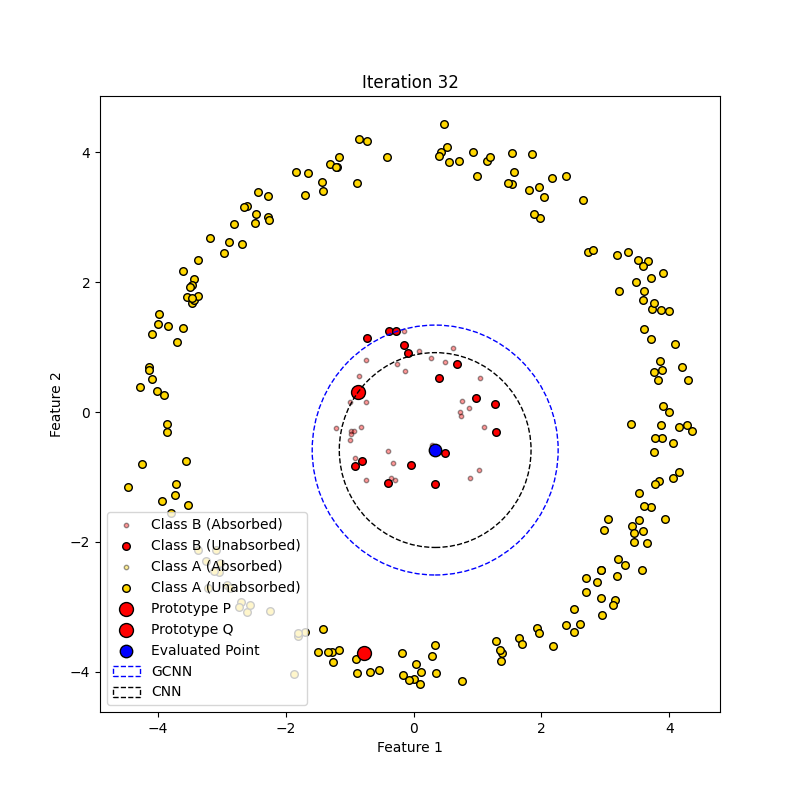 Iteration 32
Feature 2
4
2
0
−2
−4
Class B (Absorbed)
Class B (Unabsorbed)
Class A (Absorbed)
Class A (Unabsorbed)
Prototype P
Prototype Q
Evaluated Point
GCNN
CNN
−4 −2 0 2 4
Feature 1